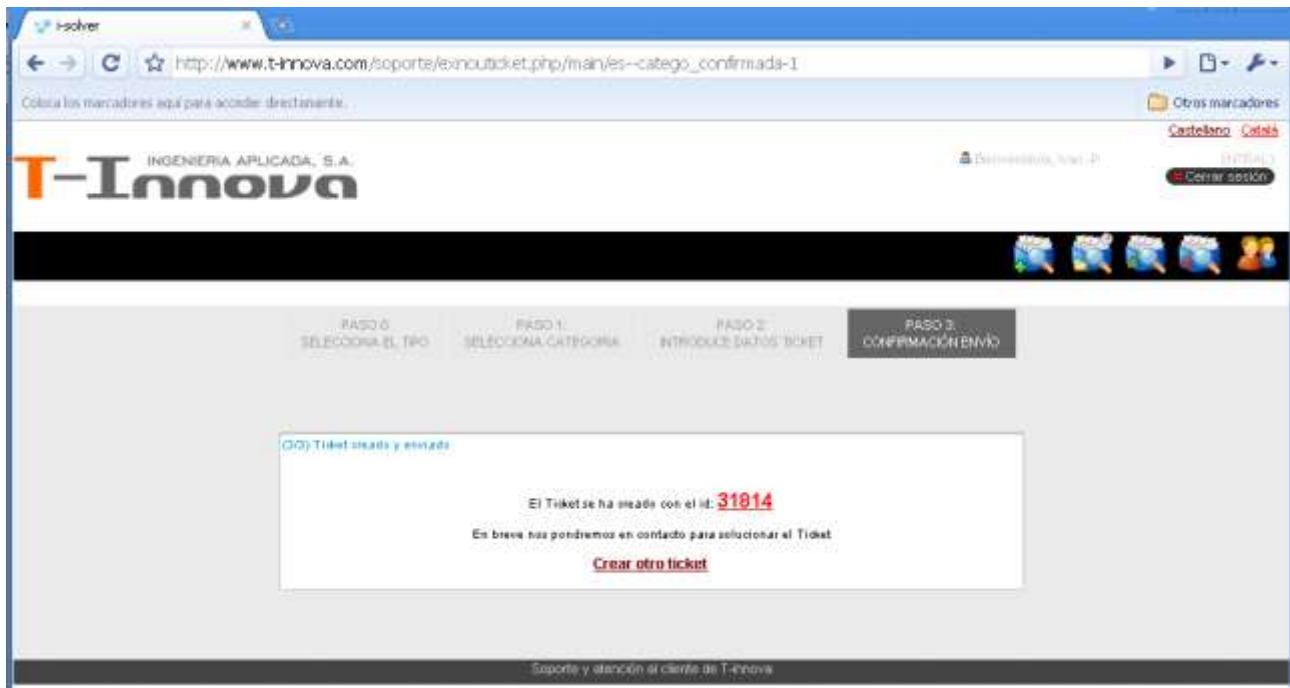 i-solver
http://www.t-innova.com/soporte/exinouticket.php/main/es--catego_confirmada-1
Coloca los marcadores aquí para acceder directamente.
Otros marcadores
Castellano Català
INGENIERIA APLICADA, S.A.
T-Innova
Bienvenido/a, Ivan
Cerrar sesión
PASO 0: SELECCIONA EL TIPO
PASO 1: SELECCIONA CATEGORIA
PASO 2: INTRODUCE DATOS TICKET
PASO 3: CONFIRMACIÓN ENVÍO
(3/3) Ticket creado y enviado
El Ticket se ha creado con el id: 31814
En breve nos pondremos en contacto para solucionar el Ticket
Crear otro ticket
Soporte y atención al cliente de T-innova